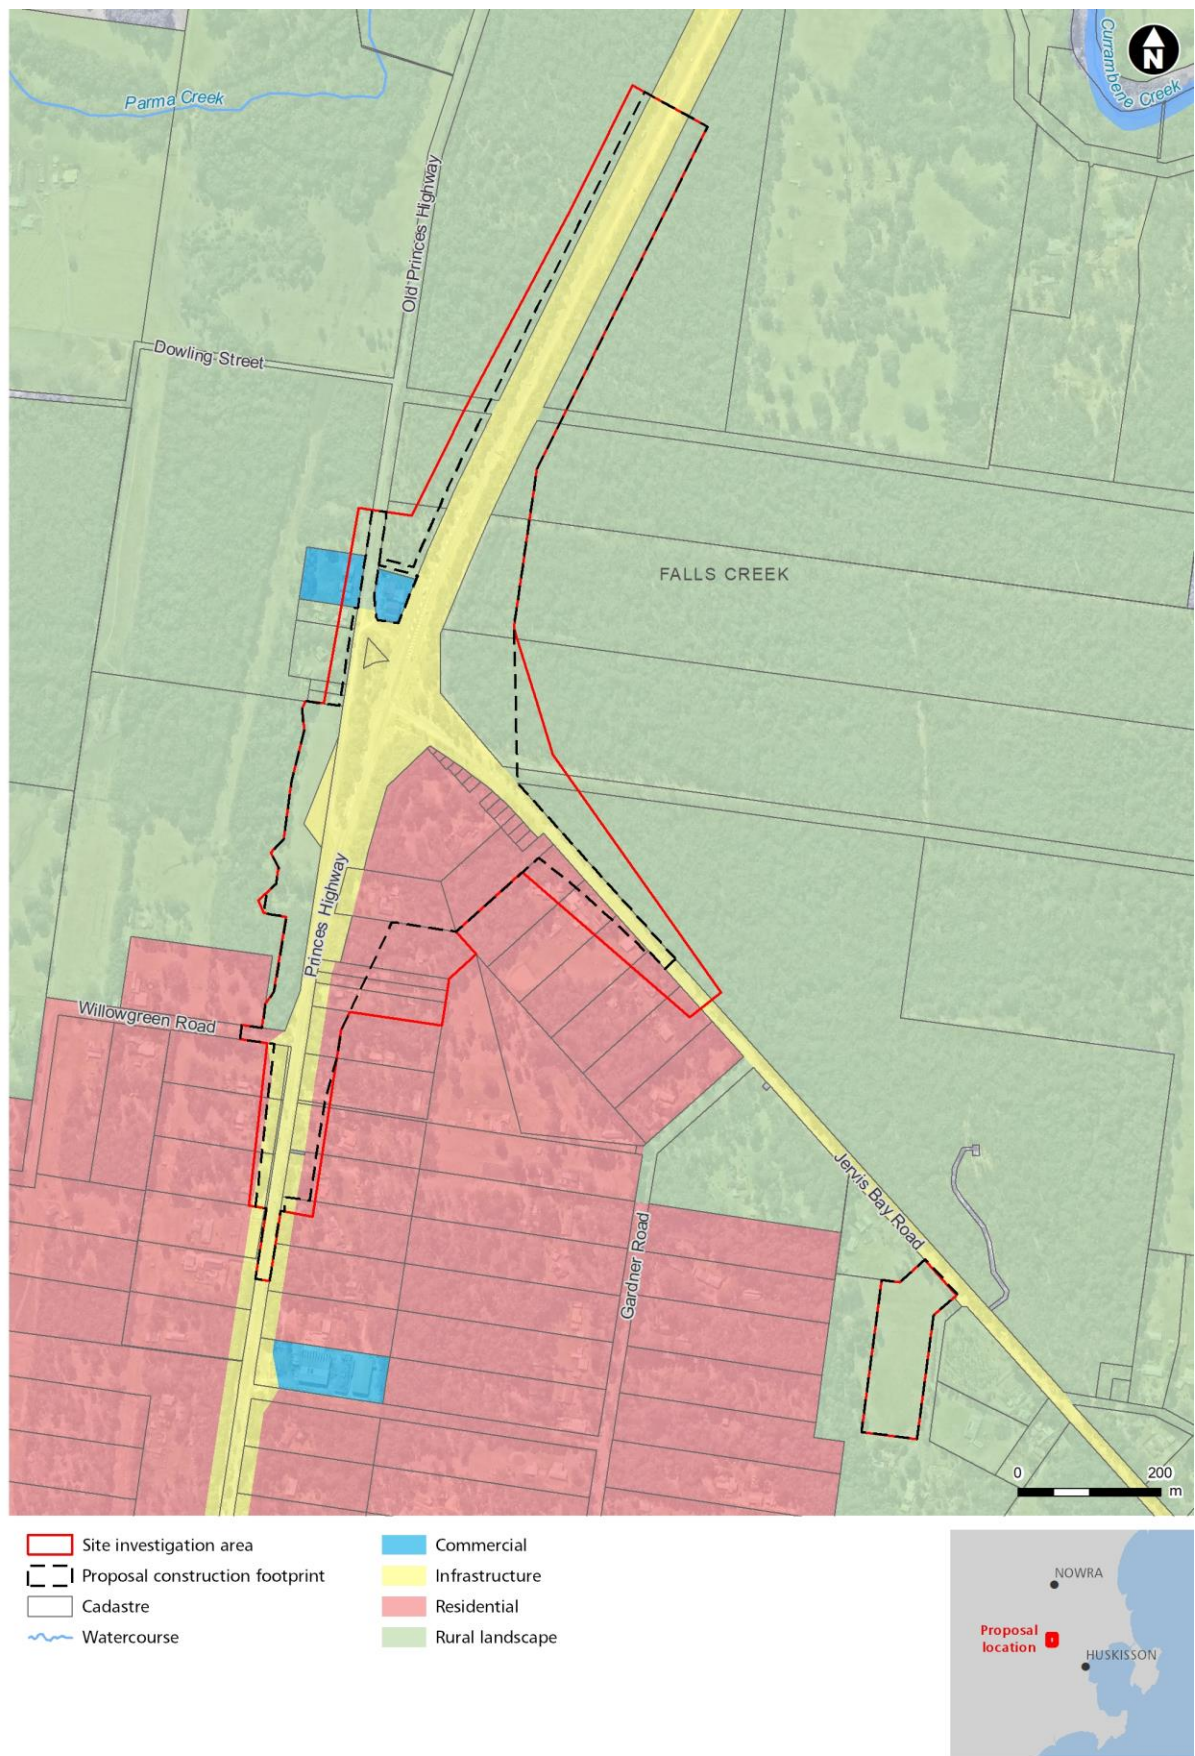 N
Currambene Creek
Parma Creek
Old Princes Highway
Dowling Street
FALLS CREEK
Princes Highway
Willowgreen Road
Jervis Bay Road
Gardner Road
0 200
m
Site investigation area
Proposal construction footprint
Cadastre
Watercourse
Commercial
Infrastructure
Residential
Rural landscape
NOWRA
Proposal
location
HUSKISSON